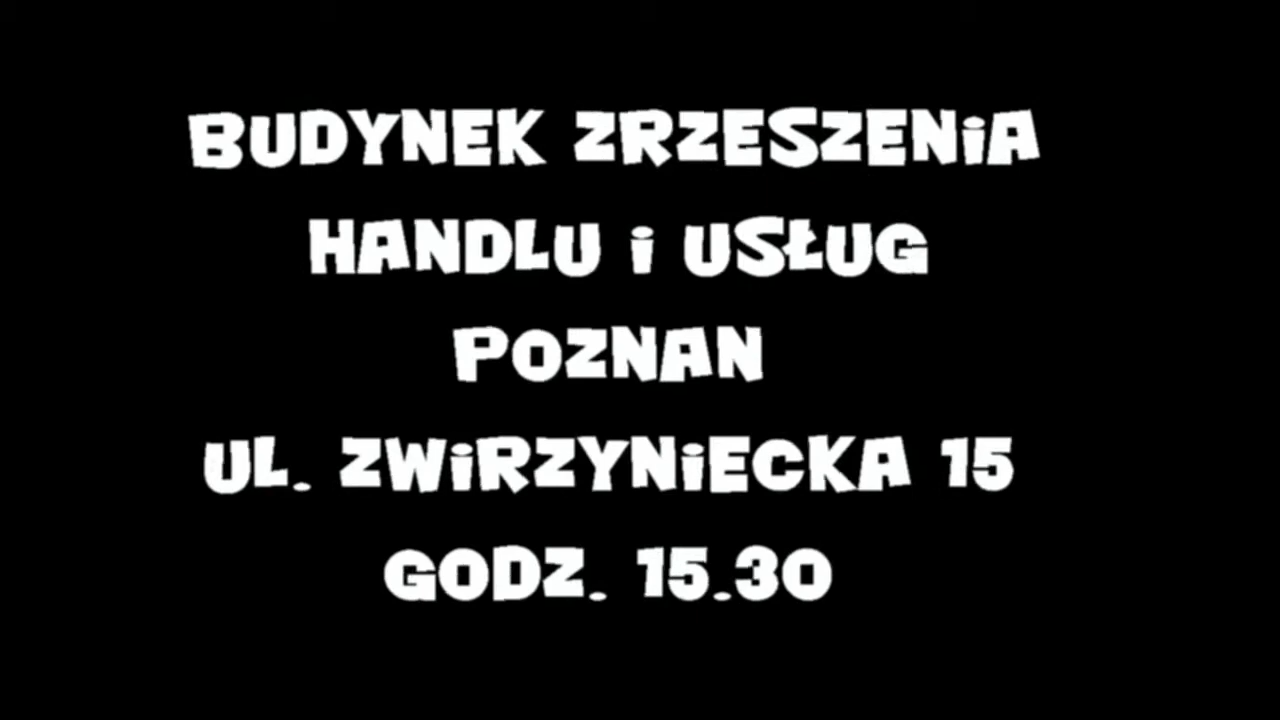 BUDYNEK ZRZESZENiA
HANDLU i USŁUG
POZNAN
UL. ZWiRZYNiECKA 15
GODZ. 15.30